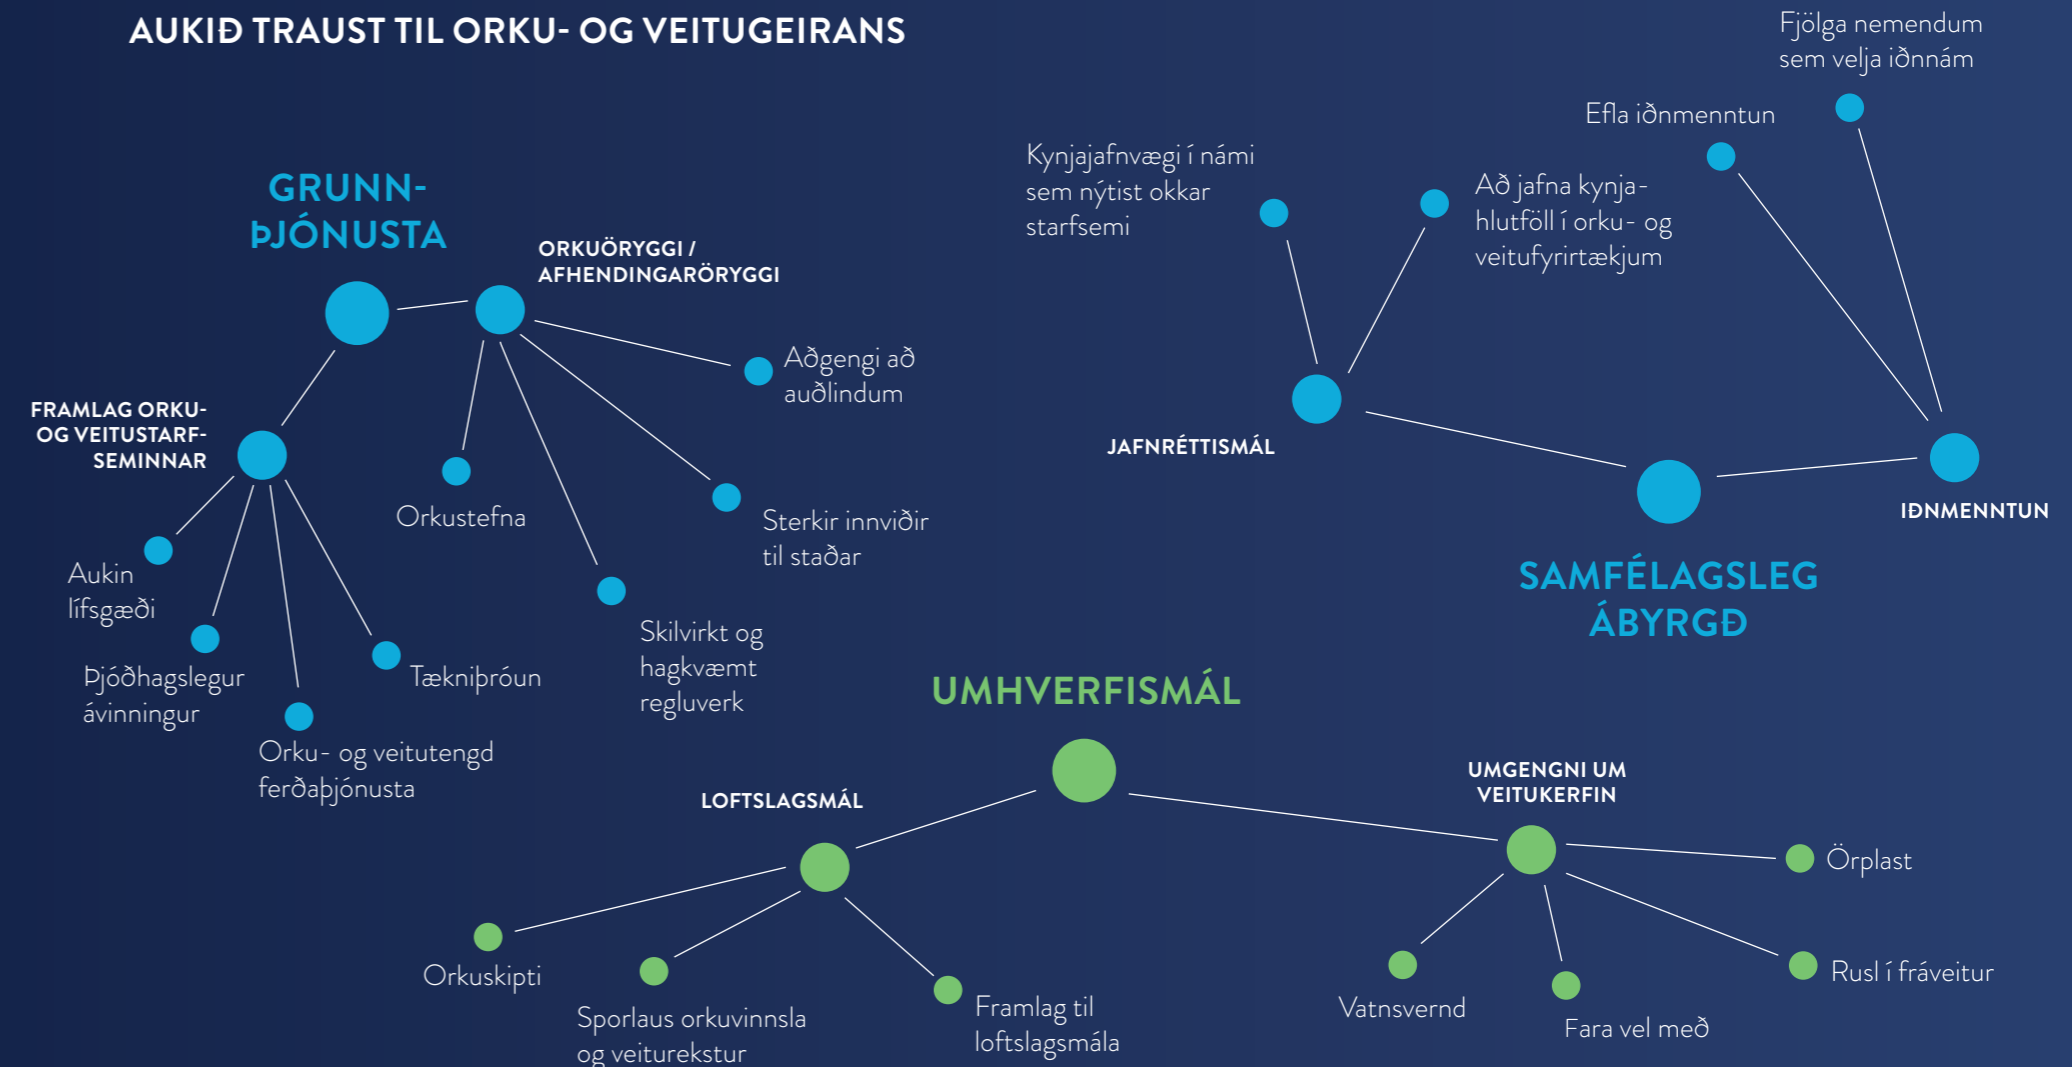 AUKIÐ TRAUST TIL ORKU- OG VEITUGEIRANS
GRUNN-
ÞJÓNUSTA
ORKUÖRYGGI /
AFHENDINGARÖRYGGI
Aðgengi að
auðlindum
Sterkir innviðir
til staðar
Skilvirkt og
hagkvæmt
regluverk
Orkustefna
FRAMLAG ORKU-
OG VEITUSTARF-
SEMINNAR
Aukin
lífsgæði
Þjóðhagslegur
ávinningur
Orku- og veitutengd
ferðaþjónusta
Tækniþróun
Kynjajafnvægi í námi
sem nýtist okkar
starfsemi
Að jafna kynja-
hlutföll í orku- og
veitufyrirtækjum
Efla iðnmenntun
Fjölga nemendum
sem velja iðnnám
JAFNRÉTTISMÁL
IÐNMENNTUN
SAMFÉLAGSLEG
ÁBYRGÐ
UMHVERFISMÁL
LOFTSLAGSMÁL
Orkuskipti
Sporlaus orkuvinnsla
og veiturekstur
Framlag til
loftslagsmála
UMGENGNI UM
VEITUKERFIN
Örplast
Rusl í fráveitur
Vatnsvernd
Fara vel með